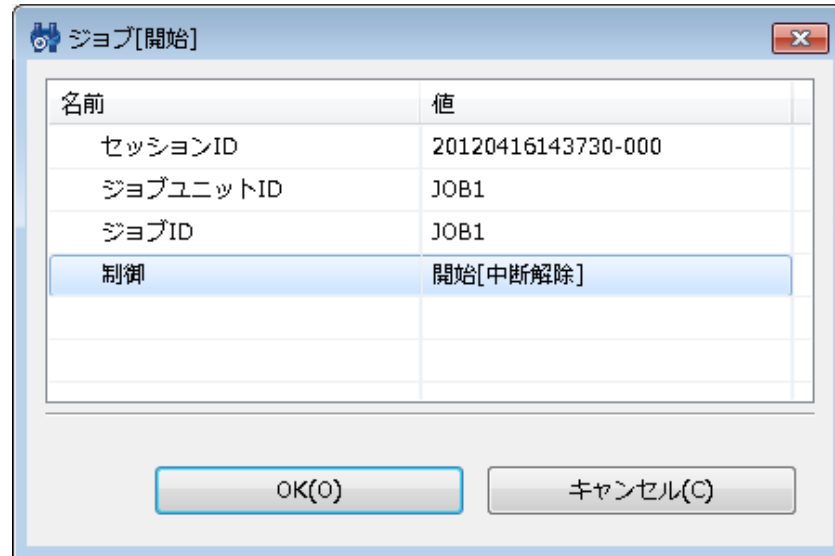 ジョブ[開始]
名前 値
セッションID 20120416143730-000
ジョブユニットID JOB1
ジョブID JOB1
制御 開始[中断解除]
OK(O) キャンセル(C)